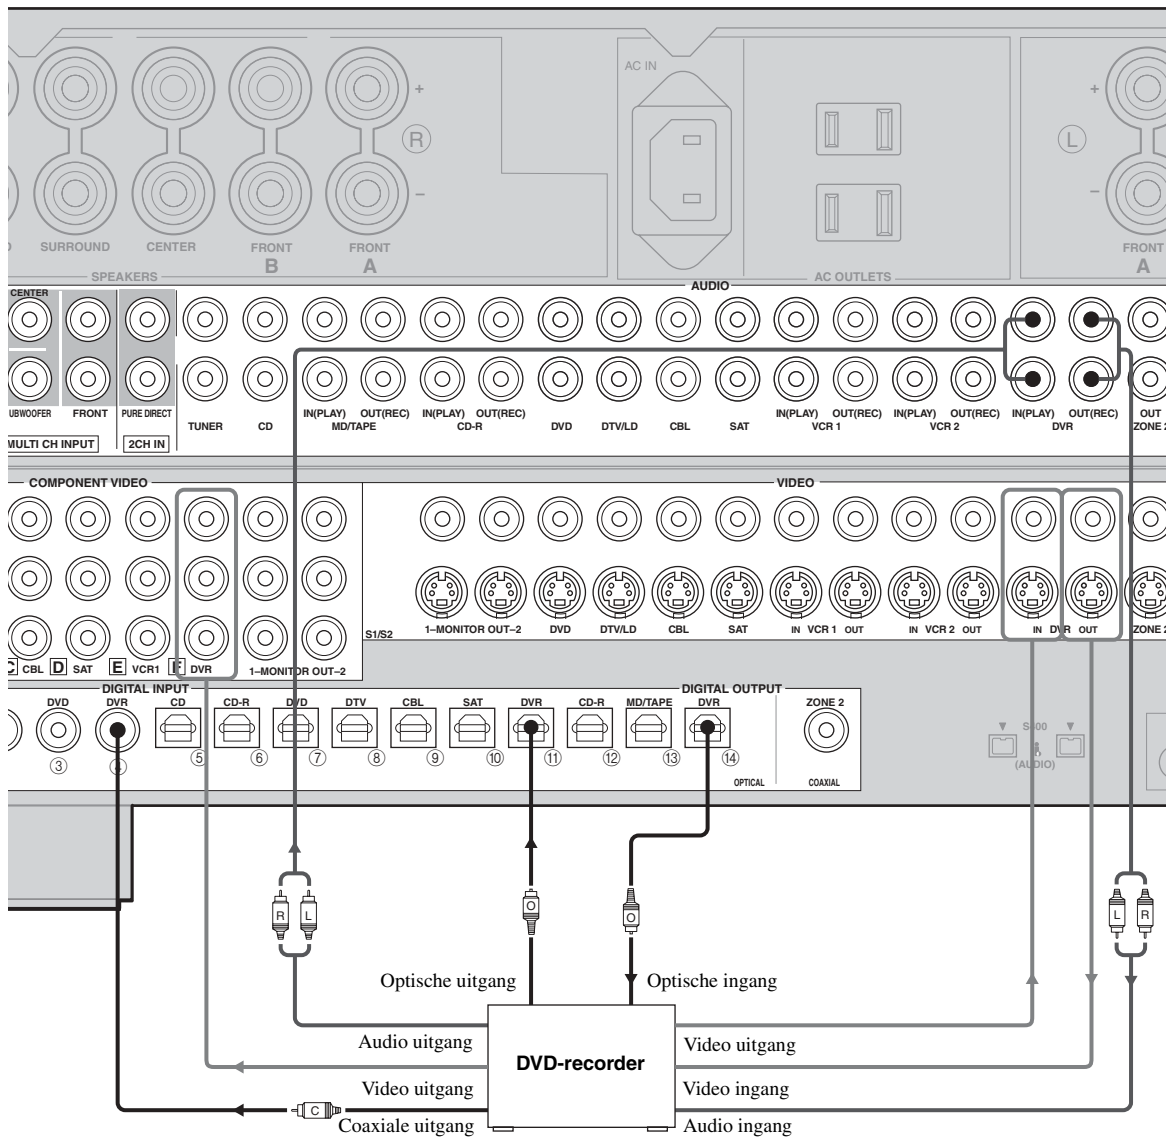 AC IN
+
R
–
L
+
–
SURROUND
CENTER
FRONT
B
FRONT
A
FRONT
A
SPEAKERS
AC OUTLETS
AUDIO
CENTER
UBWOOFER
FRONT
PURE DIRECT
MULTI CH INPUT
2CH IN
TUNER
CD
IN(PLAY)
OUT(REC)
MD/TAPE
IN(PLAY)
OUT(REC)
CD-R
DVD
DTV/LD
CBL
SAT
IN(PLAY)
OUT(REC)
VCR 1
IN(PLAY)
OUT(REC)
VCR 2
IN(PLAY)
OUT(REC)
DVR
OUT
ZONE 2
COMPONENT VIDEO
VIDEO
S1/S2
1–MONITOR OUT–2
DVD
DTV/LD
CBL
SAT
IN VCR 1 OUT
IN VCR 2 OUT
IN DVR OUT
ZONE 2
C CBL
D SAT
E VCR1
F DVR
1–MONITOR OUT–2
DIGITAL INPUT
DIGITAL OUTPUT
DVD
DVR
CD
CD-R
DVD
DTV
CBL
SAT
DVR
CD-R
MD/TAPE
DVR
ZONE 2
③
④
⑤
⑥
⑦
⑧
⑨
⑩
⑪
⑫
⑬
⑭
OPTICAL
COAXIAL
S400
(AUDIO)
R
L
O
O
L
R
Optische uitgang
Optische ingang
Audio uitgang
DVD-recorder
Video uitgang
Video uitgang
Video ingang
C
Coaxiale uitgang
Audio ingang